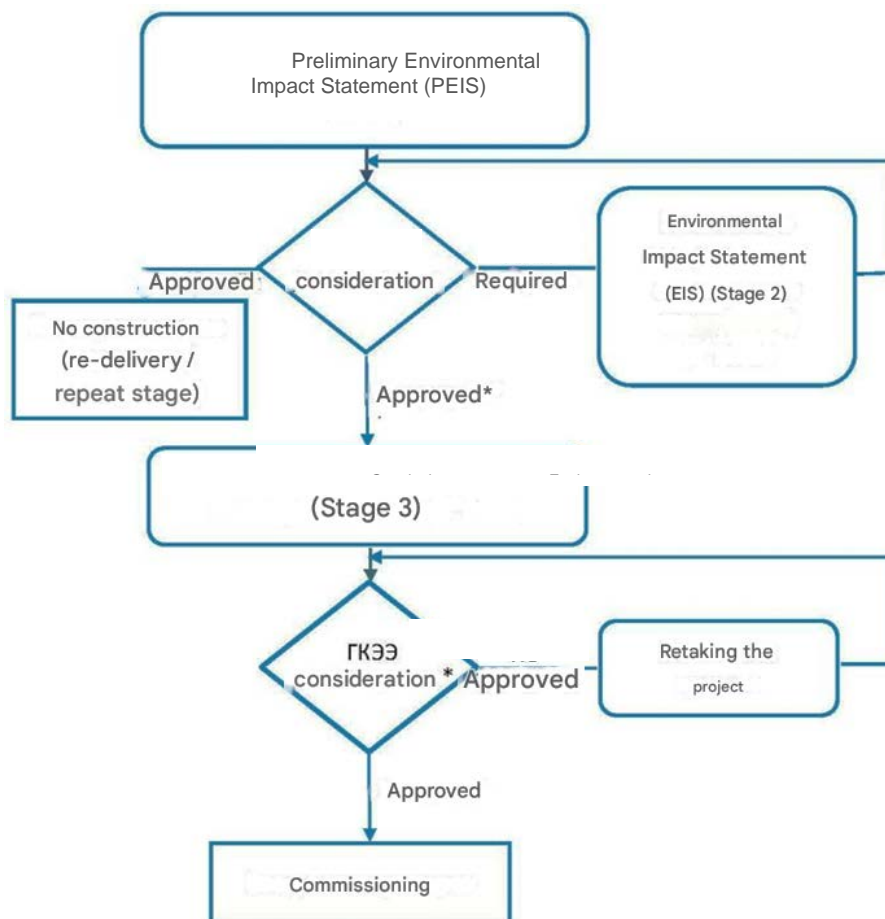 Preliminary Environmental
Impact Statement (PEIS)
Approved
consideration
Required
Environmental
Impact Statement
(EIS) (Stage 2)
No construction
(re-delivery /
repeat stage)
Approved*
(Stage 3)
ГКЭЭ
consideration *
Approved
Retaking the
project
Approved
Commissioning